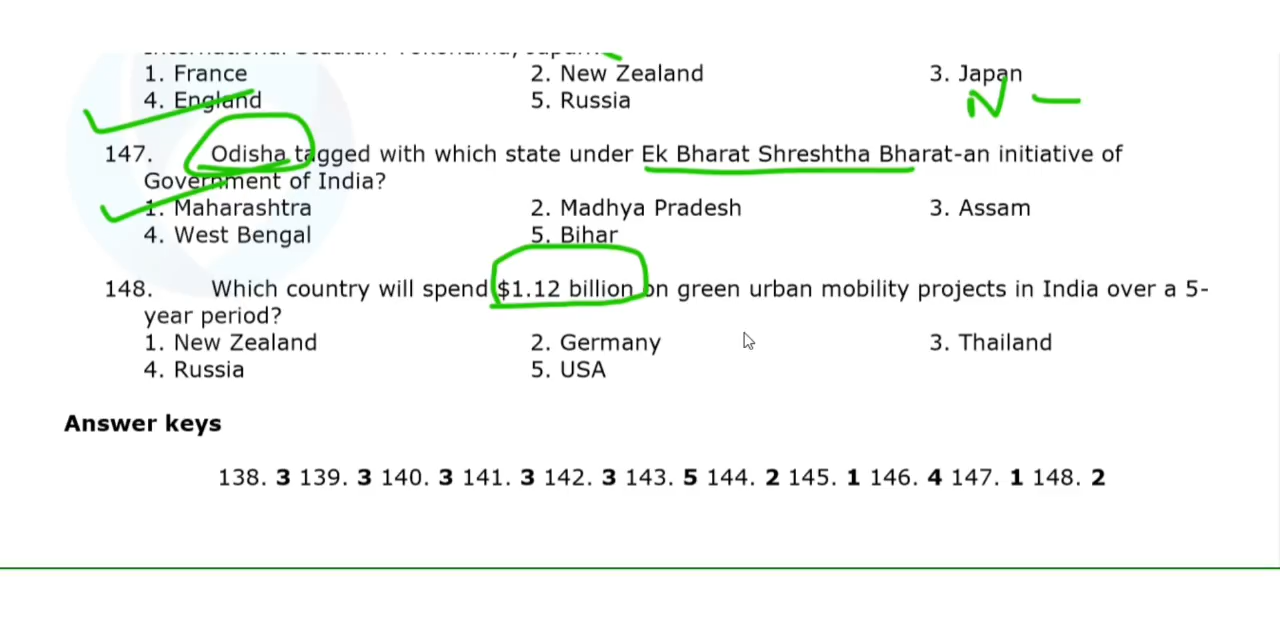 1. France 2. New Zealand 3. Japan
4. England 5. Russia N –
147. Odisha tagged with which state under Ek Bharat Shreshtha Bharat-an initiative of
Government of India?
1. Maharashtra 2. Madhya Pradesh 3. Assam
4. West Bengal 5. Bihar
148. Which country will spend $1.12 billion on green urban mobility projects in India over a 5-
year period?
1. New Zealand 2. Germany 3. Thailand
4. Russia 5. USA
Answer keys
138. 3 139. 3 140. 3 141. 3 142. 3 143. 5 144. 2 145. 1 146. 4 147. 1 148. 2